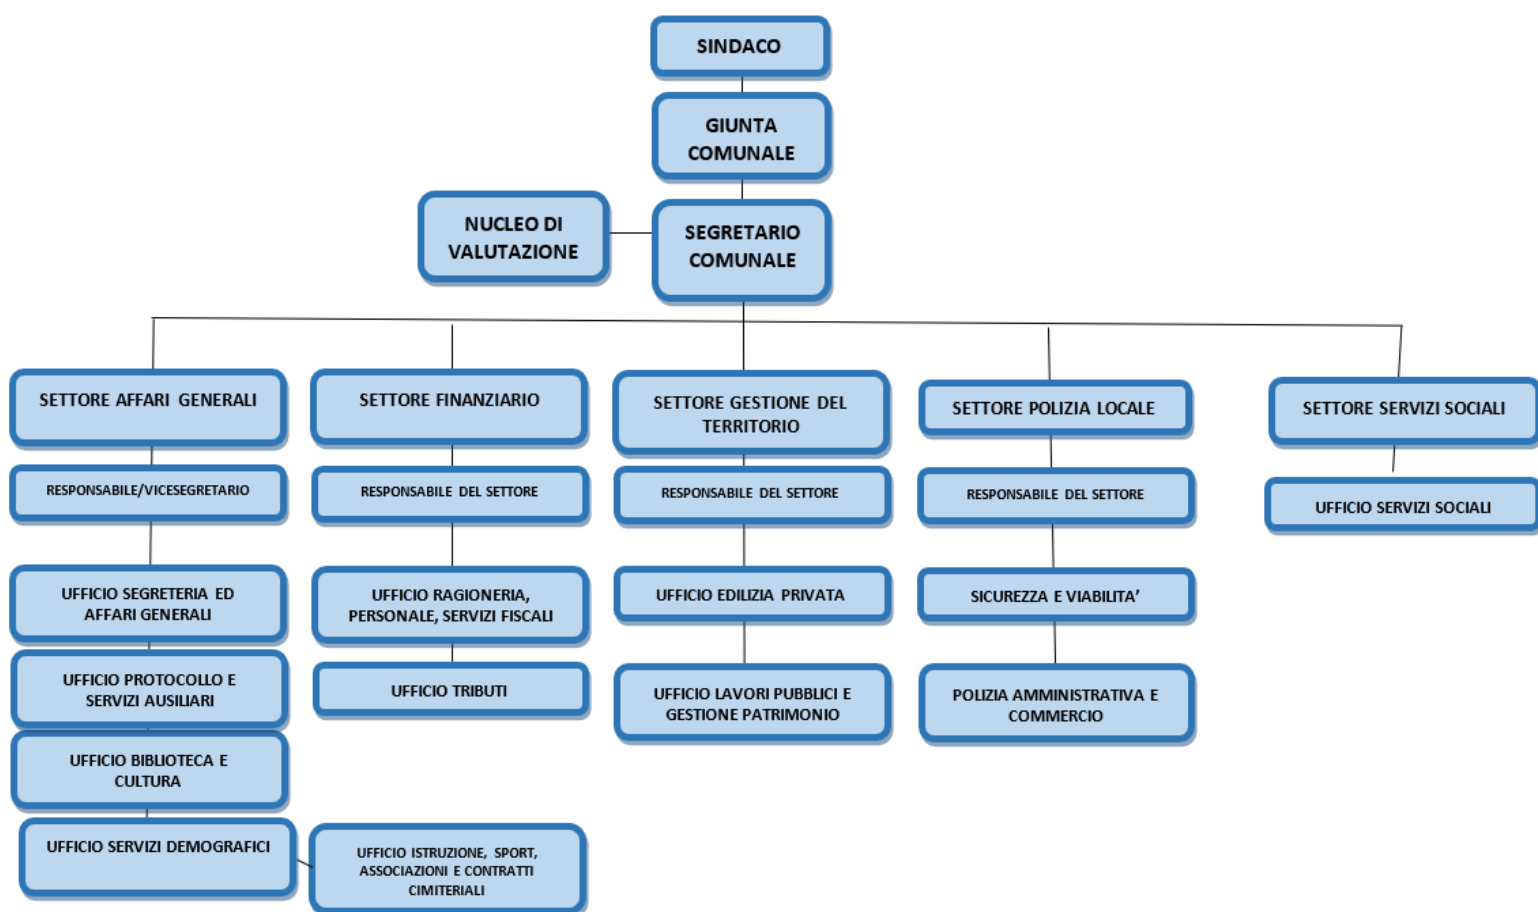 SINDACO
GIUNTA
COMUNALE
NUCLEO DI
VALUTAZIONE
SEGRETARIO
COMUNALE
SETTORE AFFARI GENERALI
SETTORE FINANZIARIO
SETTORE GESTIONE DEL
TERRITORIO
SETTORE POLIZIA LOCALE
SETTORE SERVIZI SOCIALI
RESPONSABILE/VICESEGRETARIO
RESPONSABILE DEL SETTORE
RESPONSABILE DEL SETTORE
RESPONSABILE DEL SETTORE
UFFICIO SERVIZI SOCIALI
UFFICIO SEGRETERIA ED
AFFARI GENERALI
UFFICIO RAGIONERIA,
PERSONALE, SERVIZI FISCALI
UFFICIO EDILIZIA PRIVATA
SICUREZZA E VIABILITA’
UFFICIO PROTOCOLLO E
SERVIZI AUSILIARI
UFFICIO TRIBUTI
UFFICIO LAVORI PUBBLICI E
GESTIONE PATRIMONIO
POLIZIA AMMINISTRATIVA E
COMMERCIO
UFFICIO BIBLIOTECA E
CULTURA
UFFICIO SERVIZI DEMOGRAFICI
UFFICIO ISTRUZIONE, SPORT,
ASSOCIAZIONI E CONTRATTI
CIMITERIALI